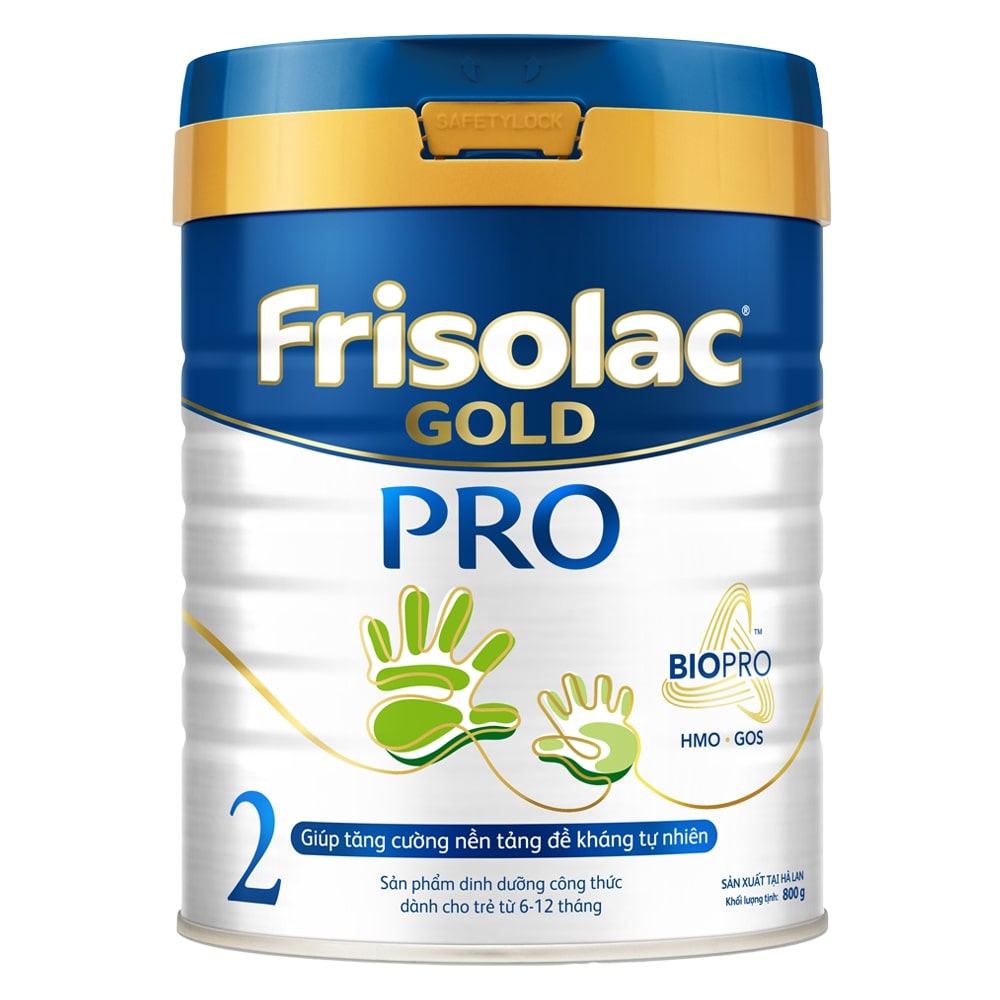 SAFETYLOCK
Frisolac®
GOLD
PRO
BIOPRO™
HMO • GOS
2
Giúp tăng cường nền tảng đề kháng tự nhiên
Sản phẩm dinh dưỡng công thức
dành cho trẻ từ 6-12 tháng
SẢN XUẤT TẠI HÀ LAN
Khối lượng tịnh: 800 g